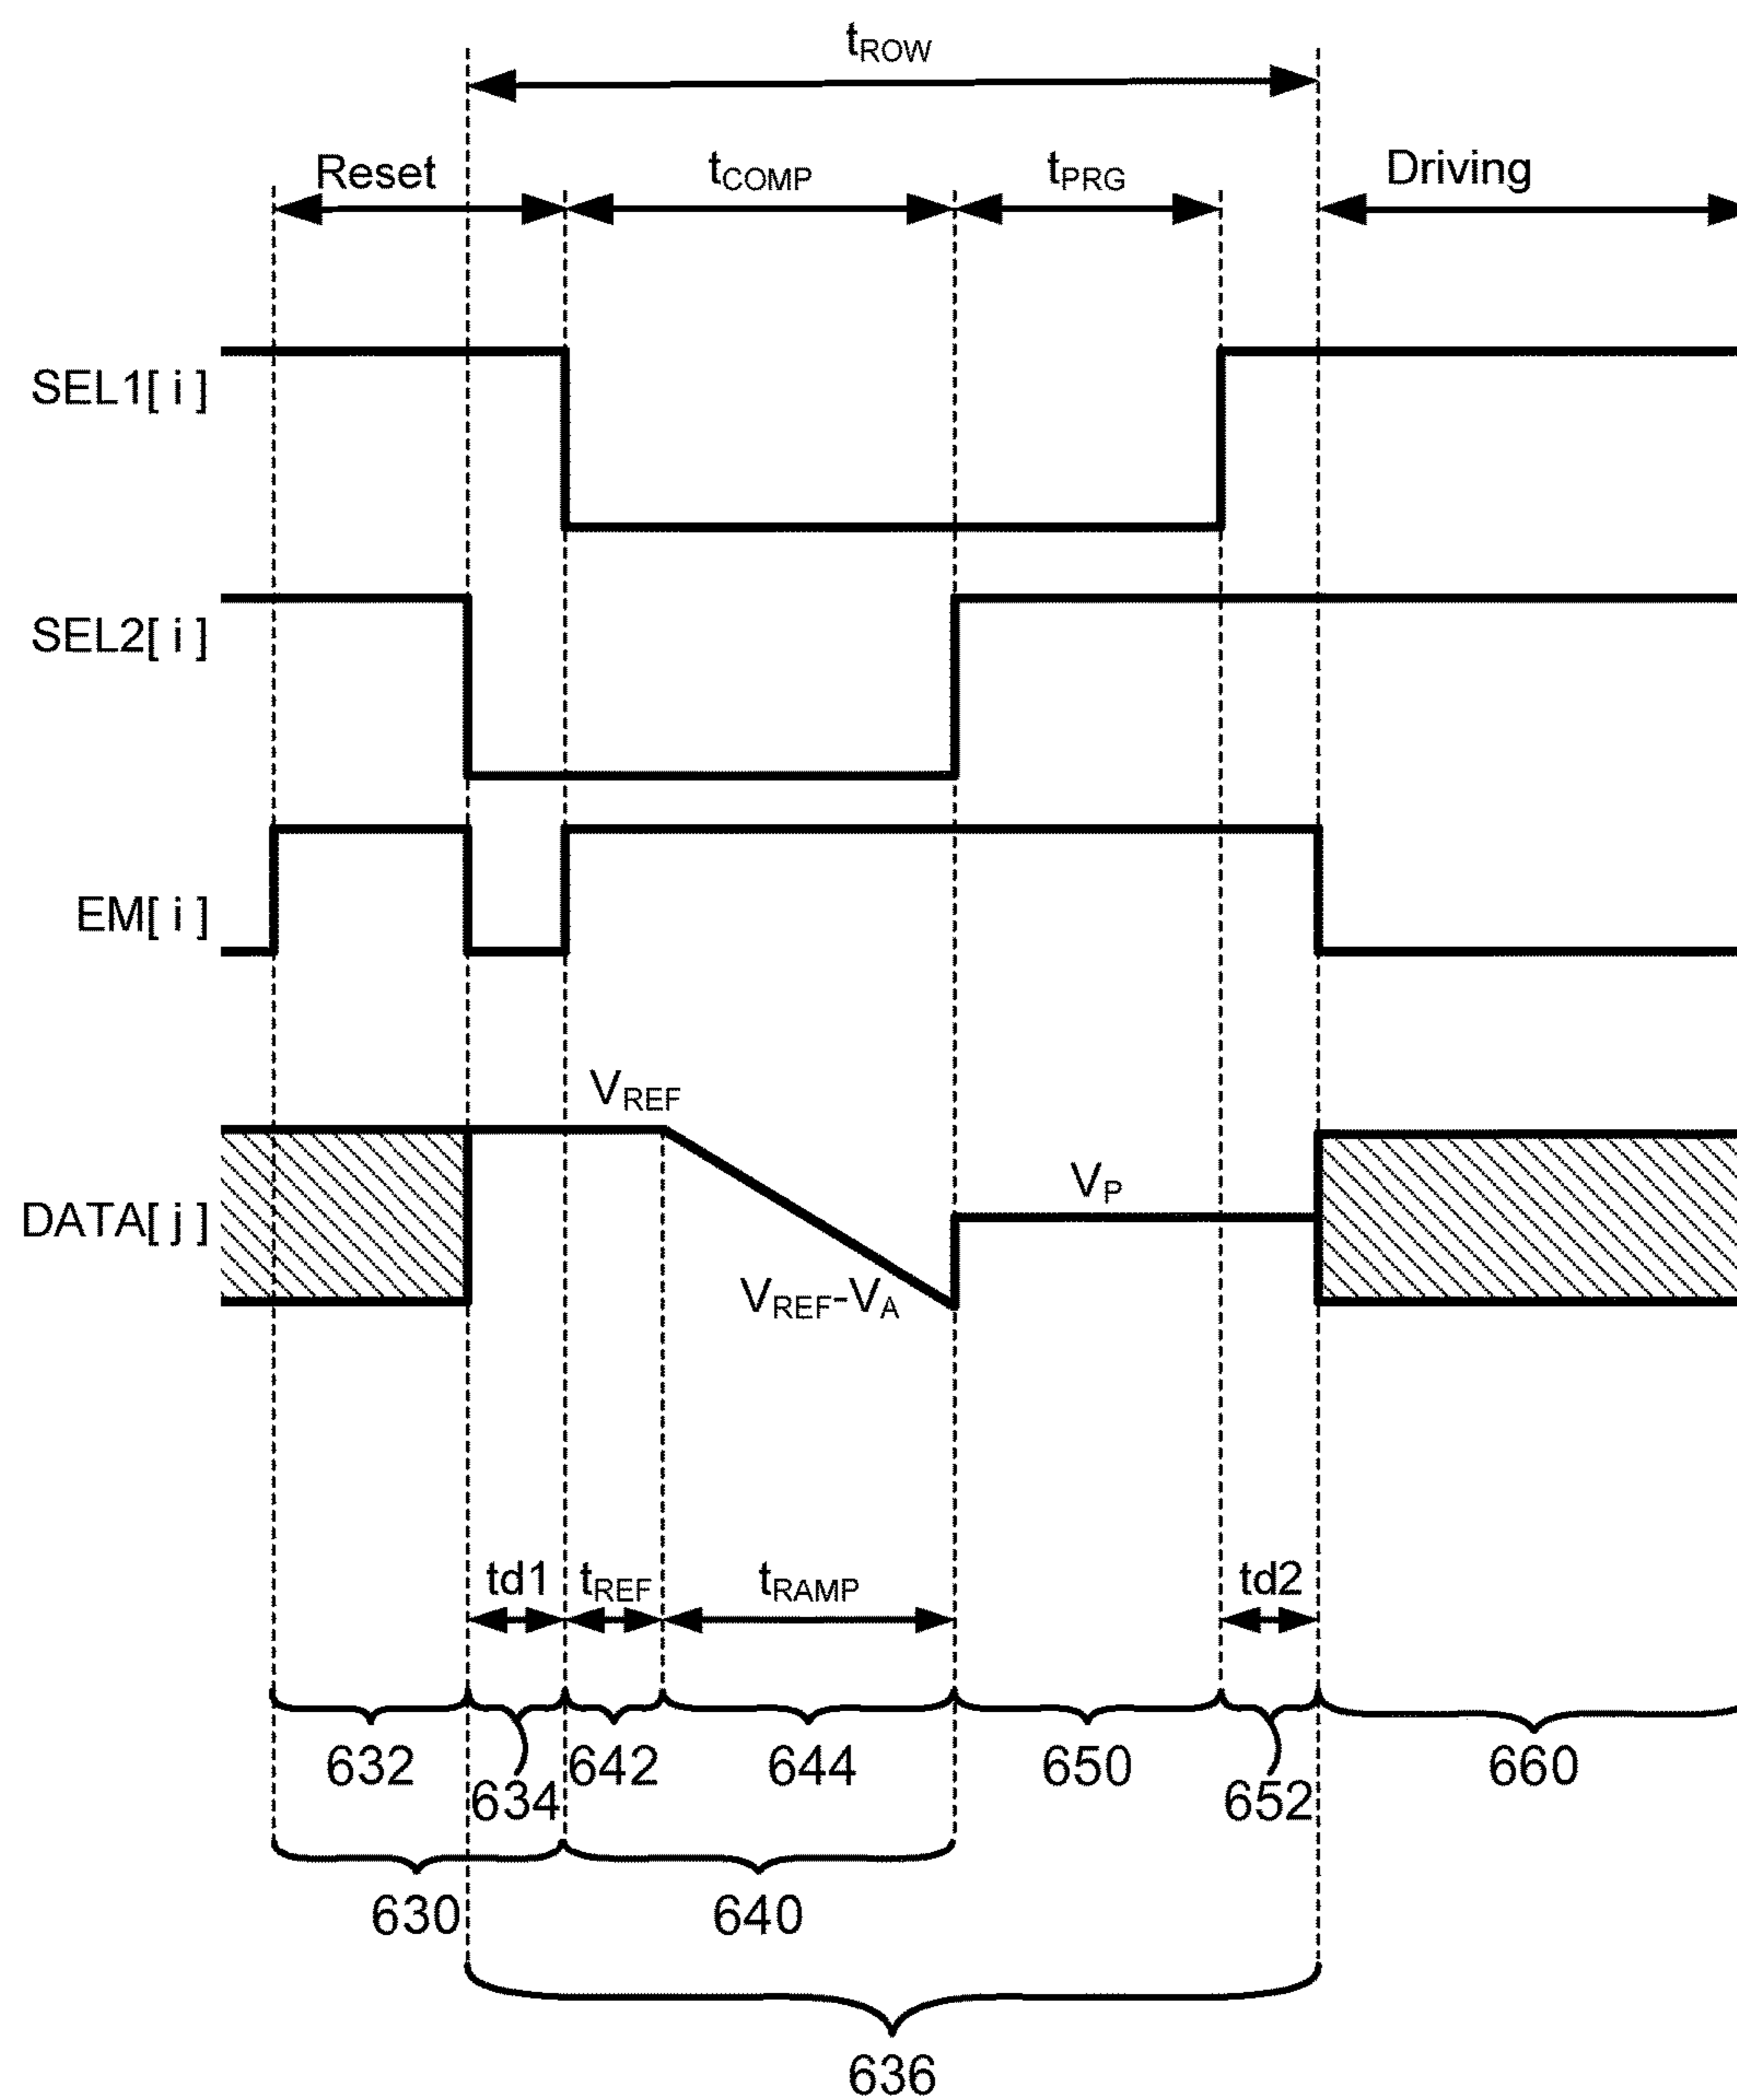 tROW
Reset
tCOMP
tPRG
Driving
SEL1[ i ]
SEL2[ i ]
EM[ i ]
VREF
DATA[ j ]
VP
VREF-VA
td1
tREF
tRAMP
td2
632
634
642
644
650
652
660
630
640
636